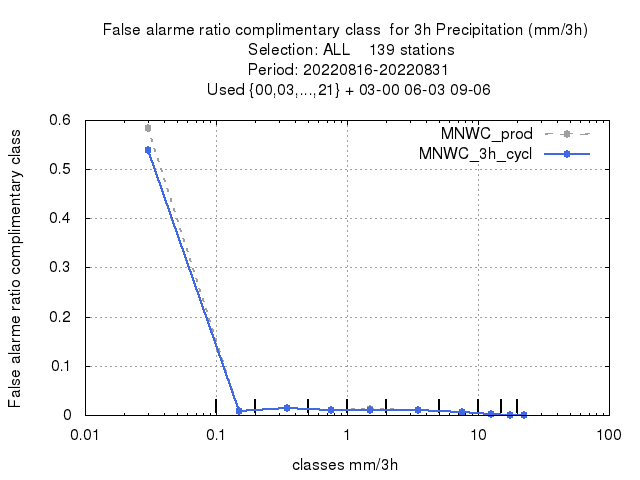 False alarme ratio complimentary class  for 3h Precipitation (mm/3h)
Selection: ALL    139 stations
Period: 20220816-20220831
Used {00,03,...,21} + 03-00 06-03 09-06
MNWC_prod
MNWC_3h_cycl
0.6
0.5
0.4
0.3
0.2
0.1
0
False alarme ratio complimentary class
0.01 0.1 1 10 100
classes mm/3h